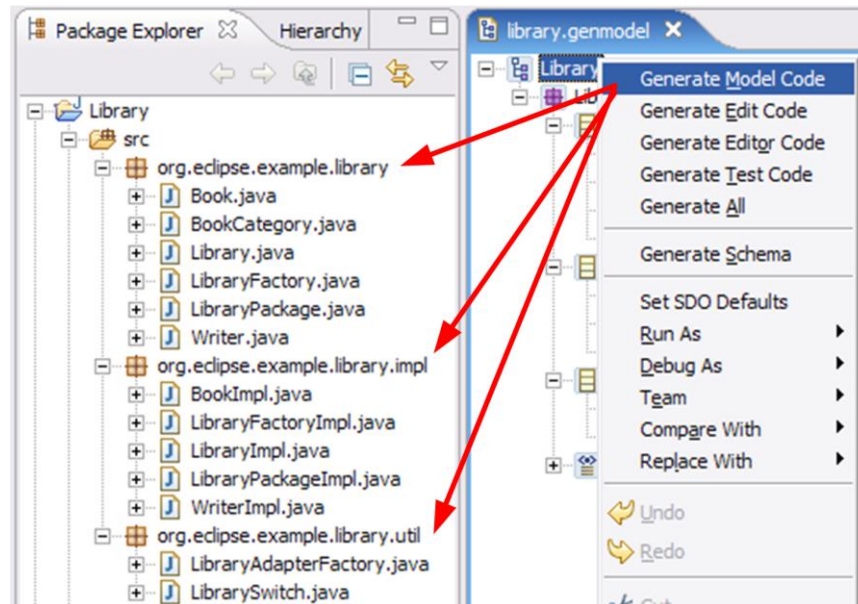 Package Explorer
Hierarchy
Library
src
org.eclipse.example.library
Book.java
BookCategory.java
Library.java
LibraryFactory.java
LibraryPackage.java
Writer.java
org.eclipse.example.library.impl
BookImpl.java
LibraryFactoryImpl.java
LibraryImpl.java
LibraryPackageImpl.java
WriterImpl.java
org.eclipse.example.library.util
LibraryAdapterFactory.java
LibrarySwitch.java
library.genmodel
Library
Lib
Generate Model Code
Generate Edit Code
Generate Editor Code
Generate Test Code
Generate All
Generate Schema
Set SDO Defaults
Run As
Debug As
Team
Compare With
Replace With
Undo
Redo